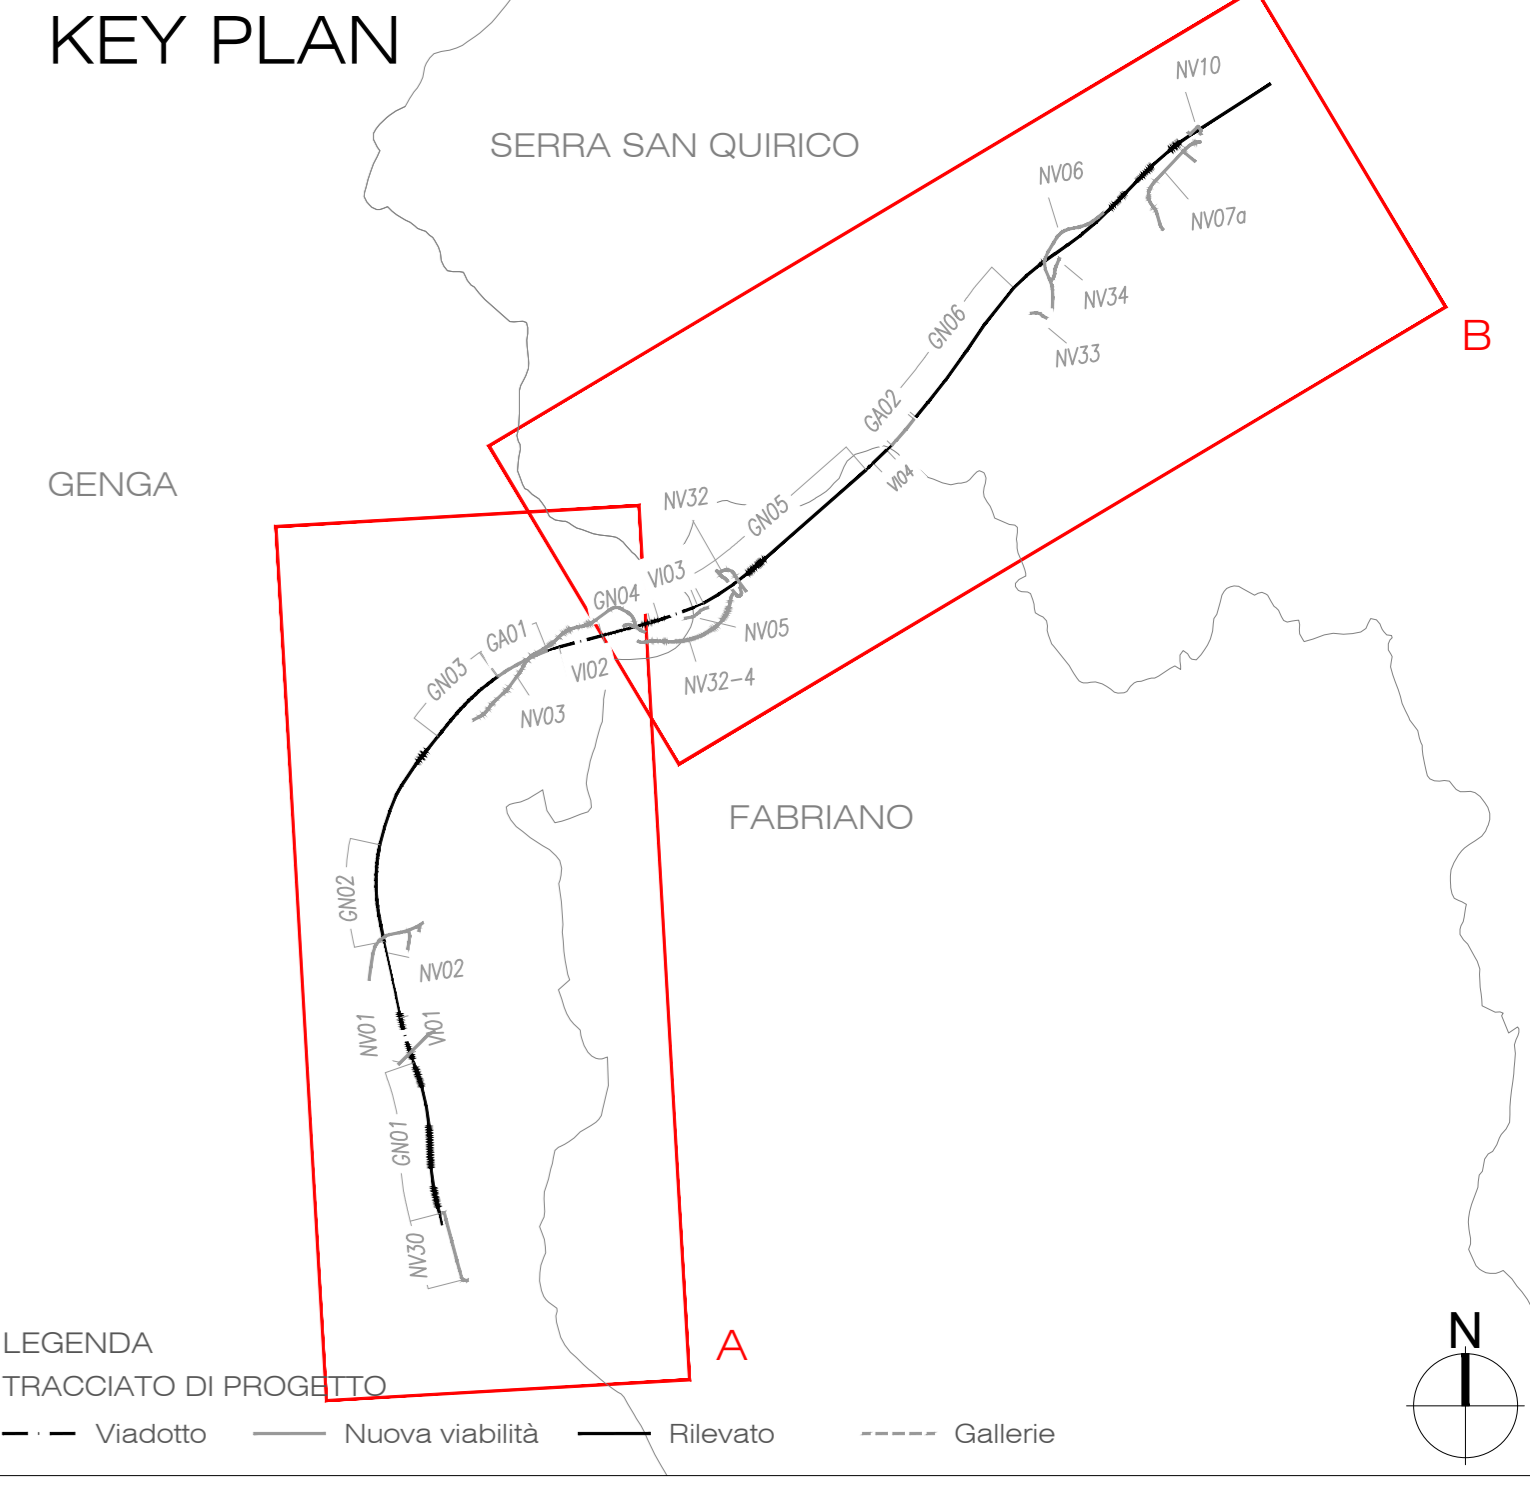 KEY PLAN
NV10
SERRA SAN QUIRICO
NV06
NV07a
NV34
GN06
B
NV33
GA02
GENGA
VI04
NV32
GN05
VI03
GN04
NV05
GA01
VI02
GN03
NV32-4
NV03
FABRIANO
GN02
NV02
NV01
VI01
GN01
NV30
N
A
LEGENDA
TRACCIATO DI PROGETTO
Viadotto Nuova viabilità Rilevato Gallerie